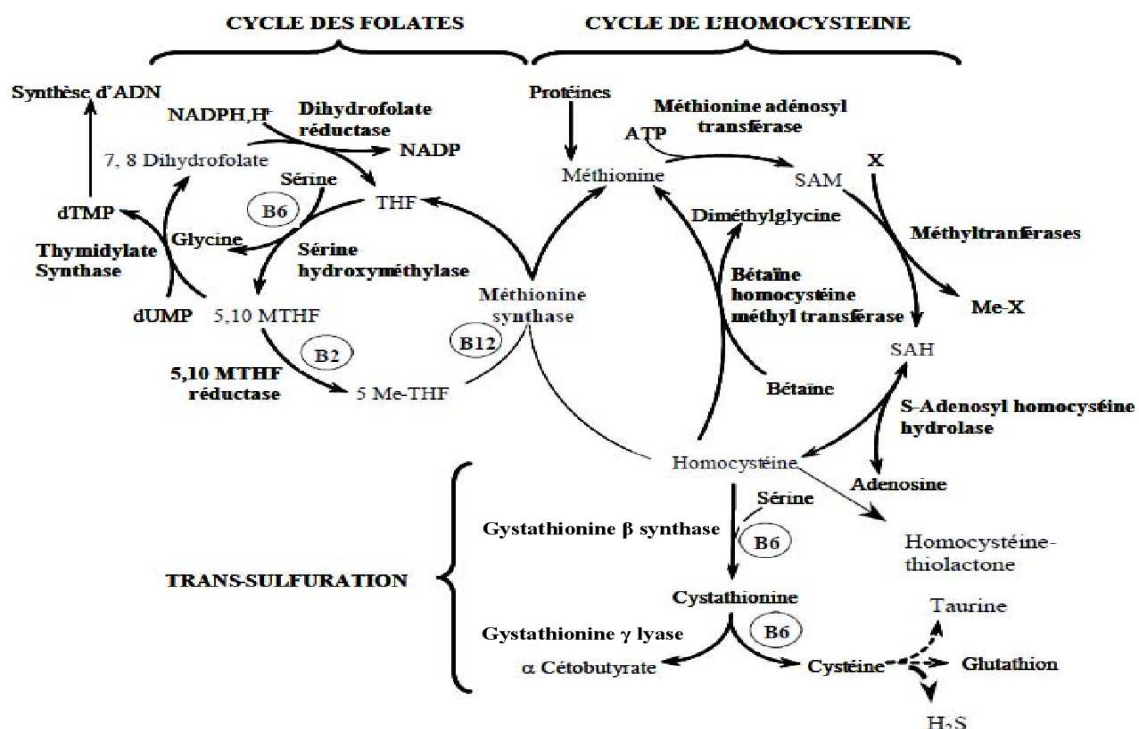 CYCLE DES FOLATES
CYCLE DE L'HOMOCYSTEINE
Synthèse d'ADN
NADPH,H+
Dihydrofolate
réductase
NADP
7, 8 Dihydrofolate
Sérine
B6
THF
dTMP
Glycine
Thymidylate
Synthase
Sérine
hydroxyméthylase
dUMP
5,10 MTHF
B2
5,10 MTHF
réductase
5 Me-THF
B12
Méthionine
synthase
Protéines
Méthionine adénosyl
transférase
ATP
Méthionine
SAM
X
Diméthylglycine
Méthyltranférases
Bétaïne
homocystéine
méthyl transférase
Me-X
SAH
Bétaïne
S-Adenosyl homocystéine
hydrolase
Homocystéine
Adenosine
Sérine
Gystathionine β synthase
B6
Homocystéine-
thiolactone
TRANS-SULFURATION
Cystathionine
Taurine
Gystathionine γ lyase
B6
α Cétobutyrate
Cystéine
Glutathion
H2S